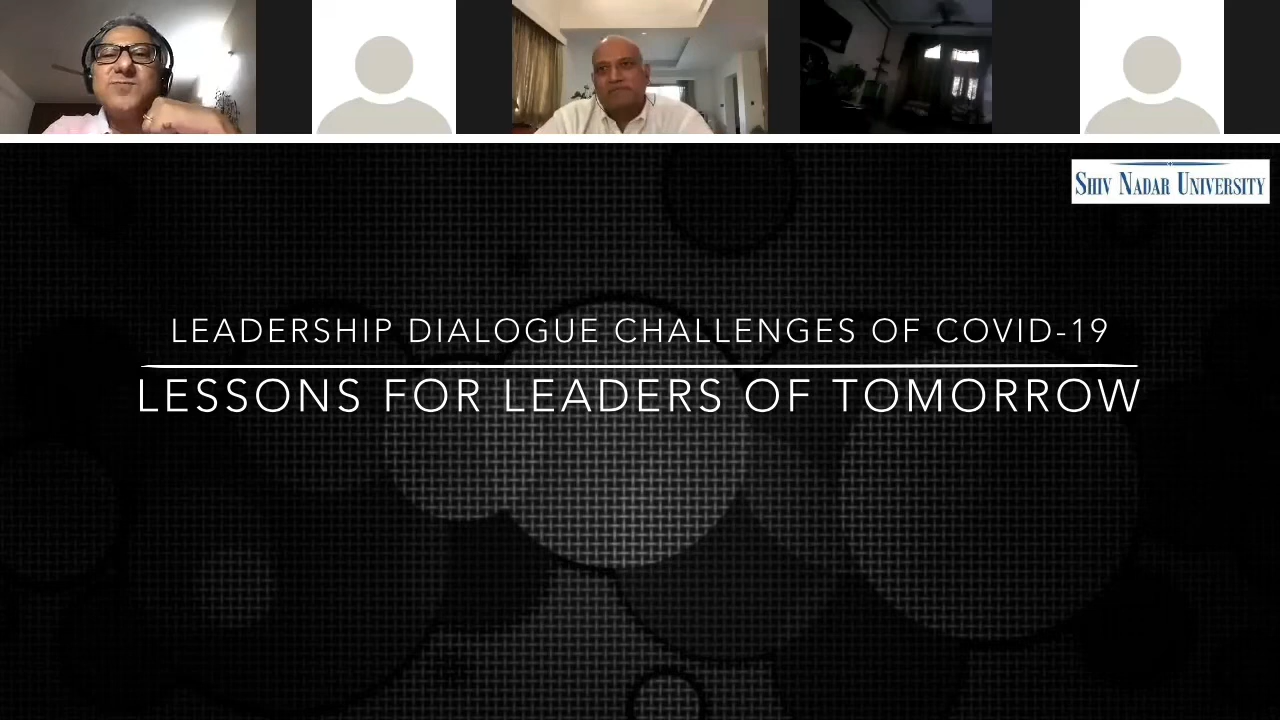 SHIV NADAR UNIVERSITY
LEADERSHIP DIALOGUE CHALLENGES OF COVID-19
LESSONS FOR LEADERS OF TOMORROW